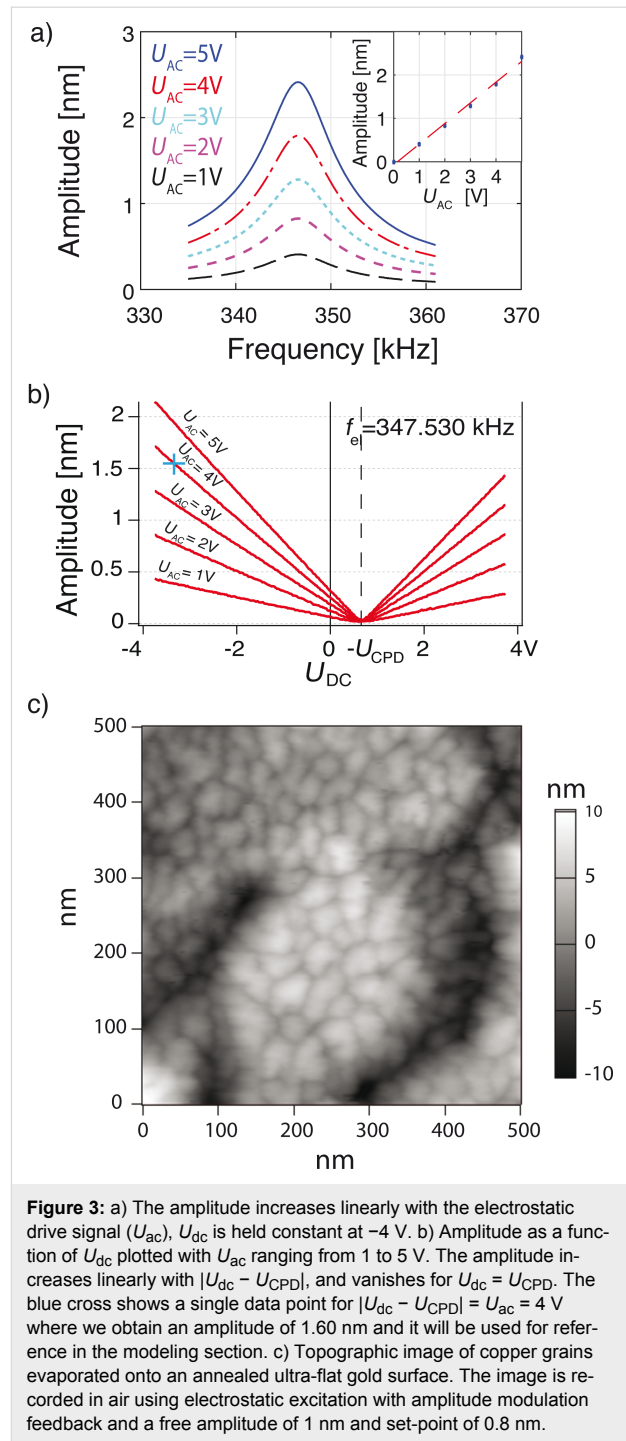 a)
3
2
1
0
Amplitude [nm]
U_AC=5V
U_AC=4V
U_AC=3V
U_AC=2V
U_AC=1V
330 340 350 360 370
Frequency [kHz]
Amplitude [nm]
2
1
0
0 1 2 3 4
U_AC [V]
b)
Amplitude [nm]
2
1.5
1
0.5
0
U_AC= 5V
U_AC= 4V
U_AC= 3V
U_AC= 2V
U_AC= 1V
f_el=347.530 kHz
-4 -2 0 -U_CPD 2 4V
U_DC
c)
500
400
300
200
100
0
nm
0 100 200 300 400 500
nm
nm
10
5
0
-5
-10
Figure 3: a) The amplitude increases linearly with the electrostatic
drive signal (U_ac), U_dc is held constant at −4 V. b) Amplitude as a func-
tion of U_dc plotted with U_ac ranging from 1 to 5 V. The amplitude in-
creases linearly with |U_dc − U_CPD|, and vanishes for U_dc = U_CPD. The
blue cross shows a single data point for |U_dc − U_CPD| = U_ac = 4 V
where we obtain an amplitude of 1.60 nm and it will be used for refer-
ence in the modeling section. c) Topographic image of copper grains
evaporated onto an annealed ultra-flat gold surface. The image is re-
corded in air using electrostatic excitation with amplitude modulation
feedback and a free amplitude of 1 nm and set-point of 0.8 nm.